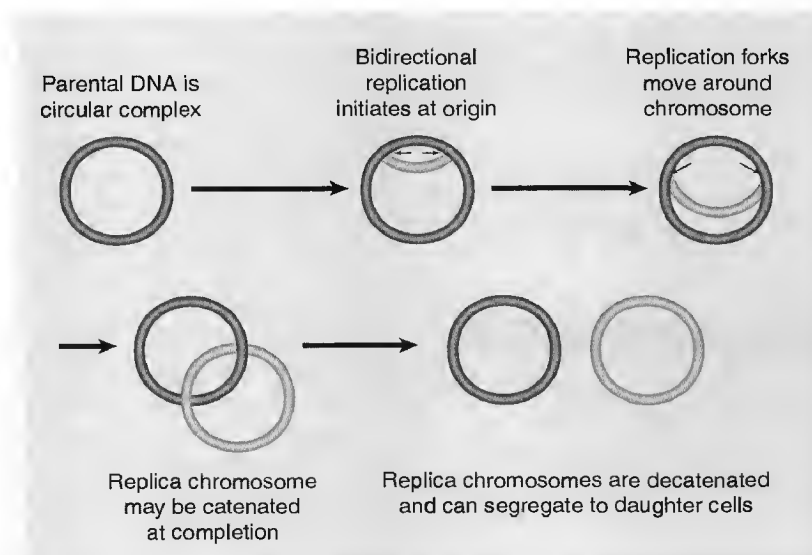 Parental DNA is
circular complex
Bidirectional
replication
initiates at origin
Replication forks
move around
chromosome
Replica chromosome
may be catenated
at completion
Replica chromosomes are decatenated
and can segregate to daughter cells